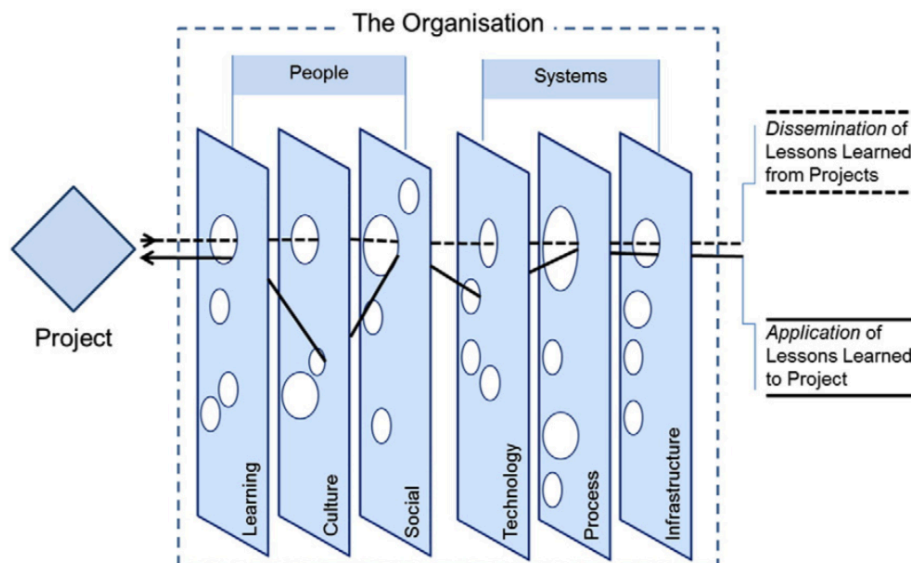 The Organisation
People
Systems
Dissemination of
Lessons Learned
from Projects
Project
Application of
Lessons Learned
to Project
Learning
Culture
Social
Technology
Process
Infrastructure